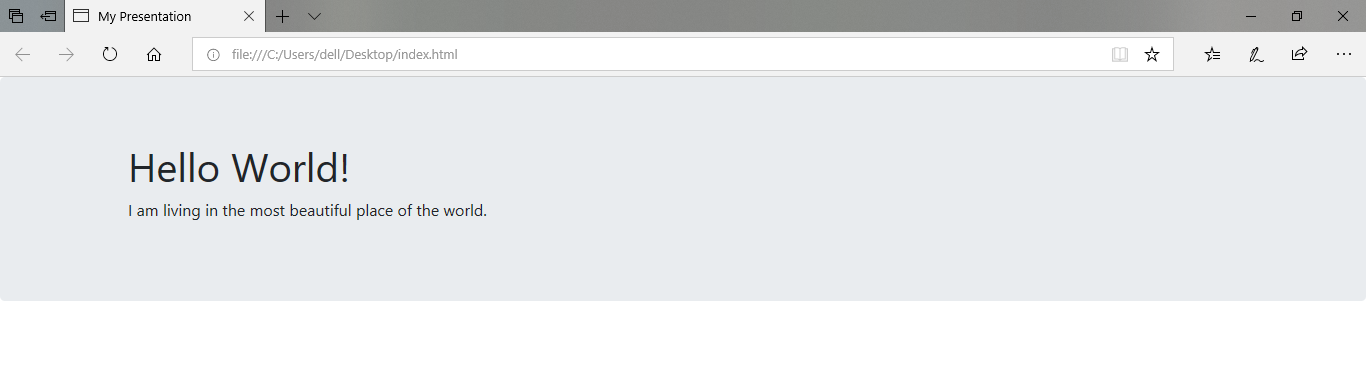 My Presentation
file:///C:/Users/dell/Desktop/index.html
Hello World!
I am living in the most beautiful place of the world.